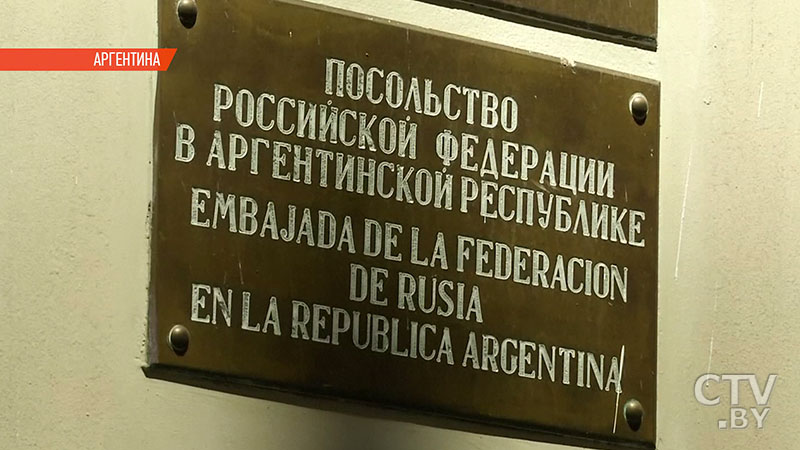 АРГЕНТИНА
ПОСОЛЬСТВО
РОССИЙСКОЙ ФЕДЕРАЦИИ
В АРГЕНТИНСКОЙ РЕСПУБЛИКЕ
EMBAJADA DE LA FEDERACION
DE RUSIA
EN LA REPUBLICA ARGENTINA
CTV
.BY